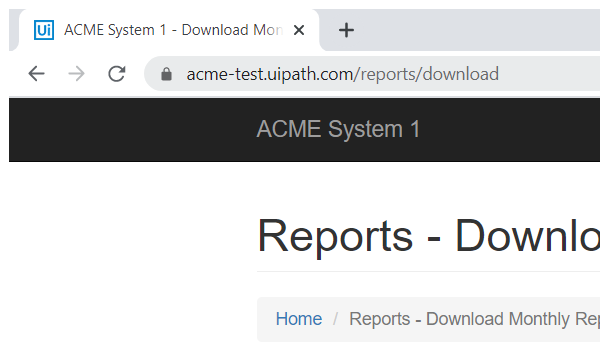 Ui ACME System 1 - Download Mon
acme-test.uipath.com/reports/download
ACME System 1
Reports - Downlo
Home / Reports - Download Monthly Rep